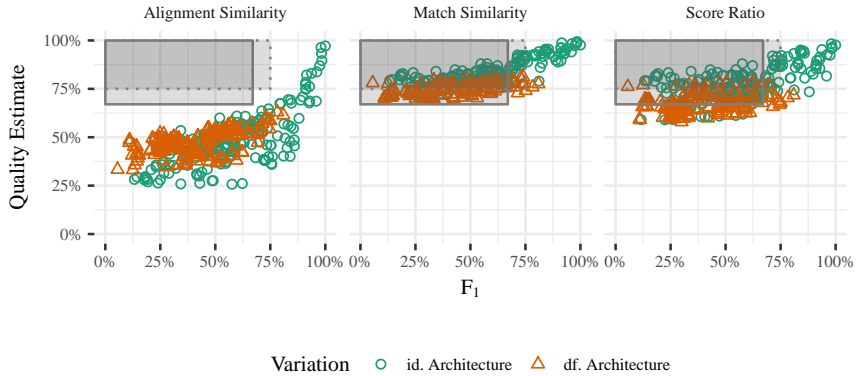 Alignment Similarity Match Similarity Score Ratio
Quality Estimate
100%
75%
50%
25%
0%
0% 25% 50% 75% 100% 0% 25% 50% 75% 100% 0% 25% 50% 75% 100%
F1
Variation id. Architecture df. Architecture